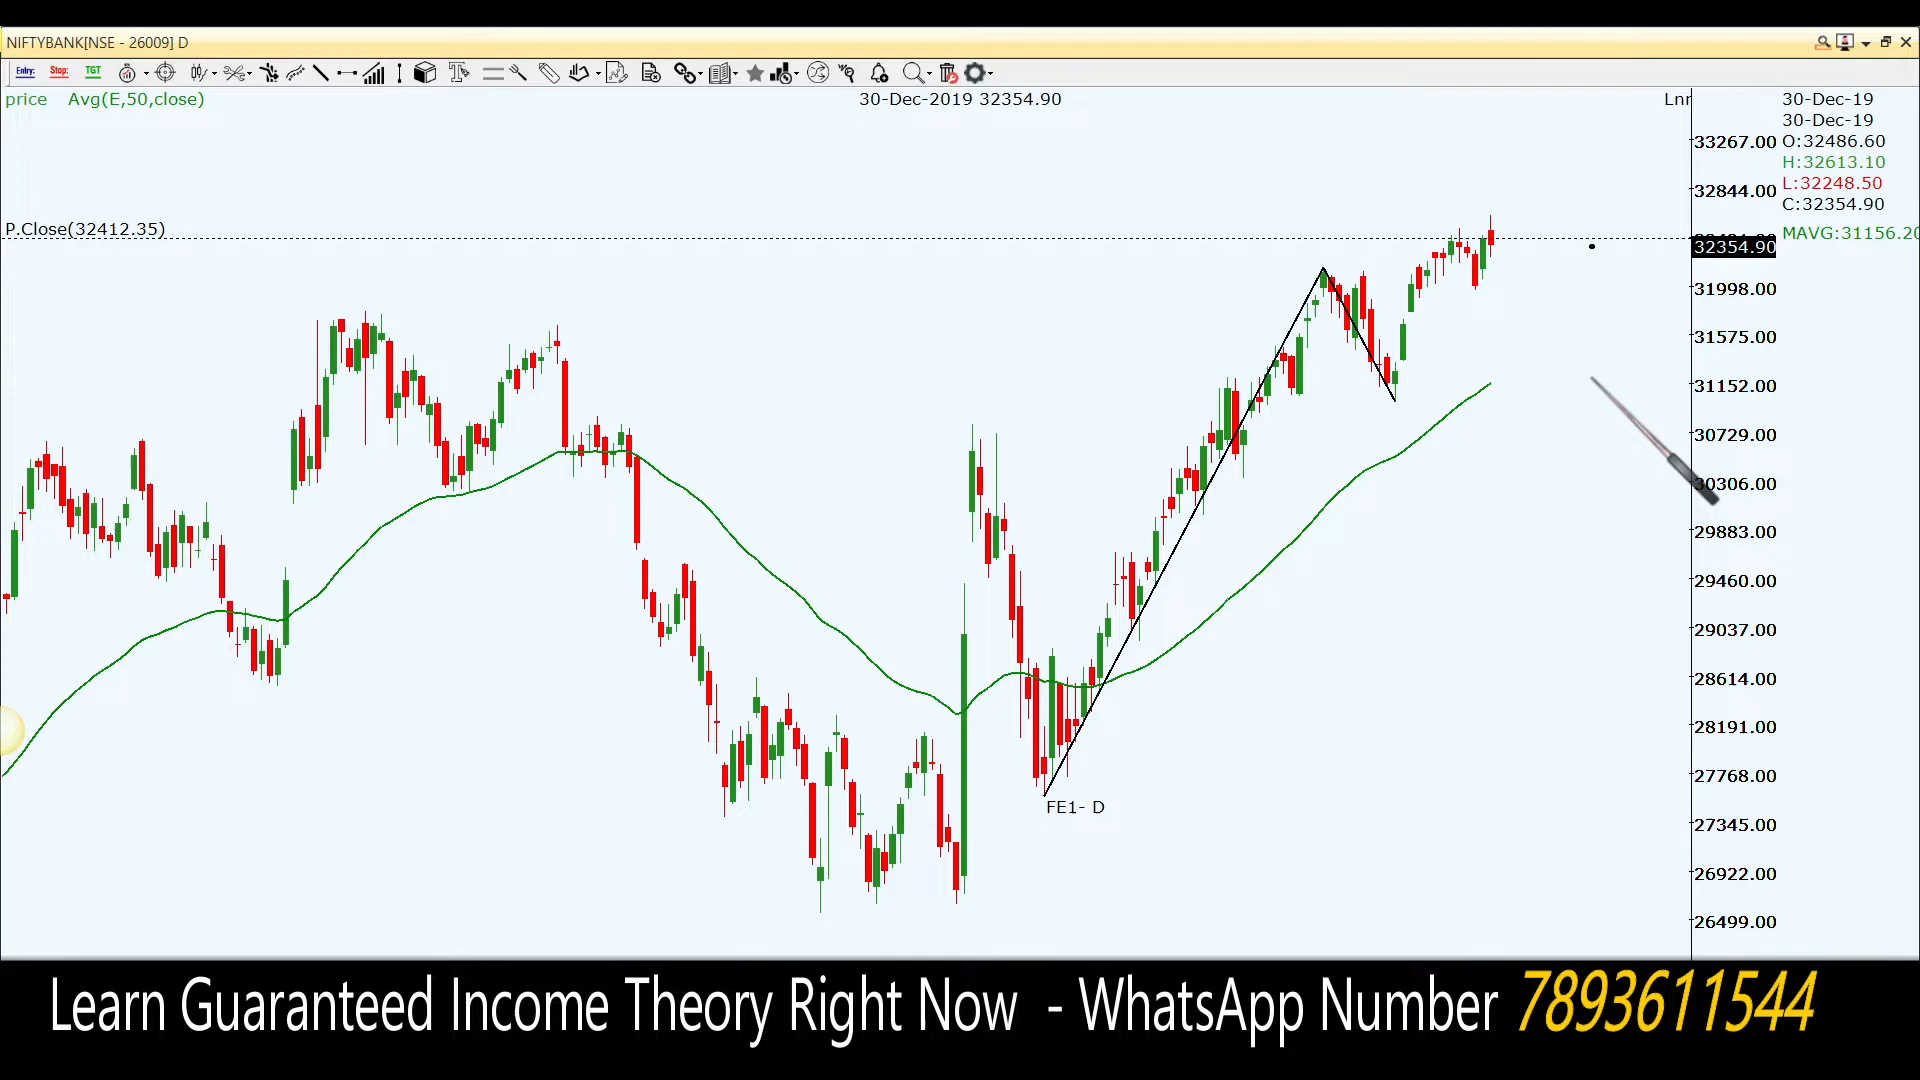 NIFTYBANK[NSE - 26009] D
Entry: Stop: TGT
price Avg(E,50,close) 30-Dec-2019 32354.90 Lnr 30-Dec-19
30-Dec-19
33267.00 O:32486.60
H:32613.10
32844.00 L:32248.50
C:32354.90
P.Close(32412.35) MAVG:31156.20
32354.90
31998.00
31575.00
31152.00
30729.00
30306.00
29883.00
29460.00
29037.00
28614.00
28191.00
27768.00
FE1- D
27345.00
26922.00
26499.00
Learn Guaranteed Income Theory Right Now - WhatsApp Number 7893611544